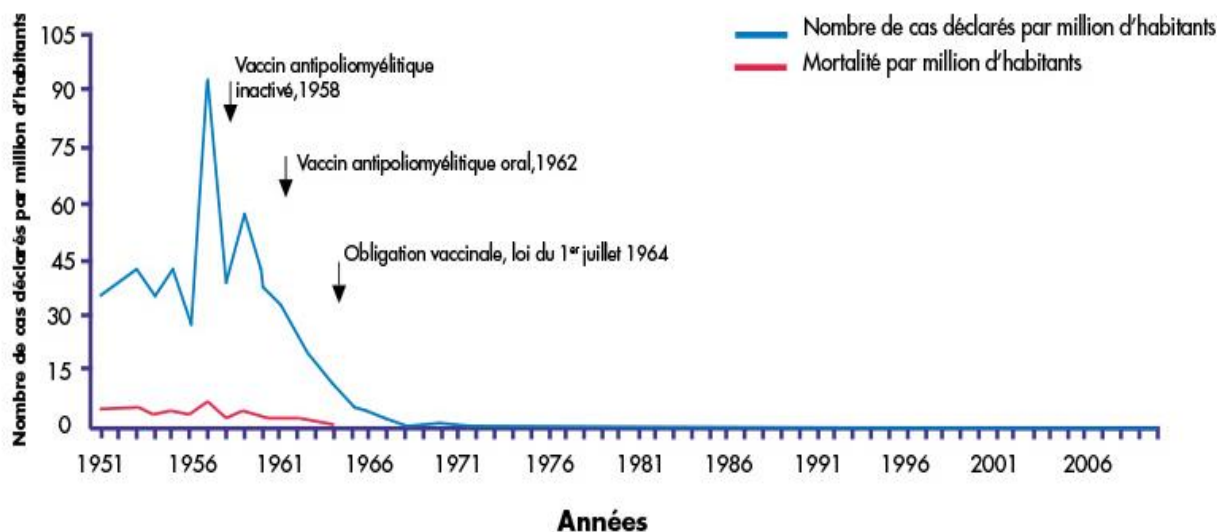 Nombre de cas déclarés par million d'habitants
105
90
75
60
45
30
15
0
Nombre de cas déclarés par million d'habitants
Mortalité par million d'habitants
Vaccin antipoliomyélitique
inactivé,1958
Vaccin antipoliomyélitique oral,1962
Obligation vaccinale, loi du 1er juillet 1964
1951 1956 1961 1966 1971 1976 1981 1986 1991 1996 2001 2006
Années